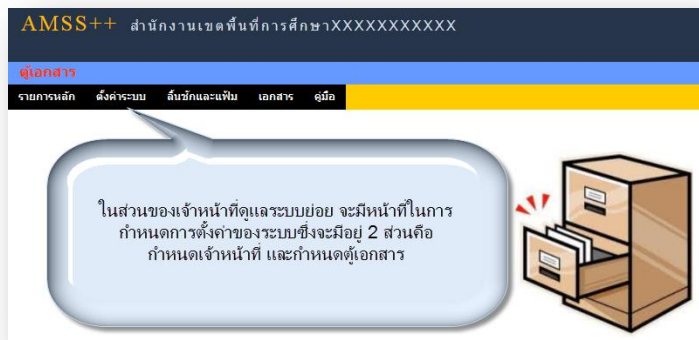 AMSS++ สำนักงานเขตพื้นที่การศึกษาXXXXXXXXXXX
ตู้เอกสาร
รายการหลัก ตั้งค่าระบบ ลิ้นชักและแฟ้ม เอกสาร คู่มือ
ในส่วนของเจ้าหน้าที่ดูแลระบบย่อย จะมีหน้าที่ในการ
กำหนดการตั้งค่าของระบบซึ่งจะมีอยู่ 2 ส่วนคือ
กำหนดเจ้าหน้าที่ และกำหนดตู้เอกสาร